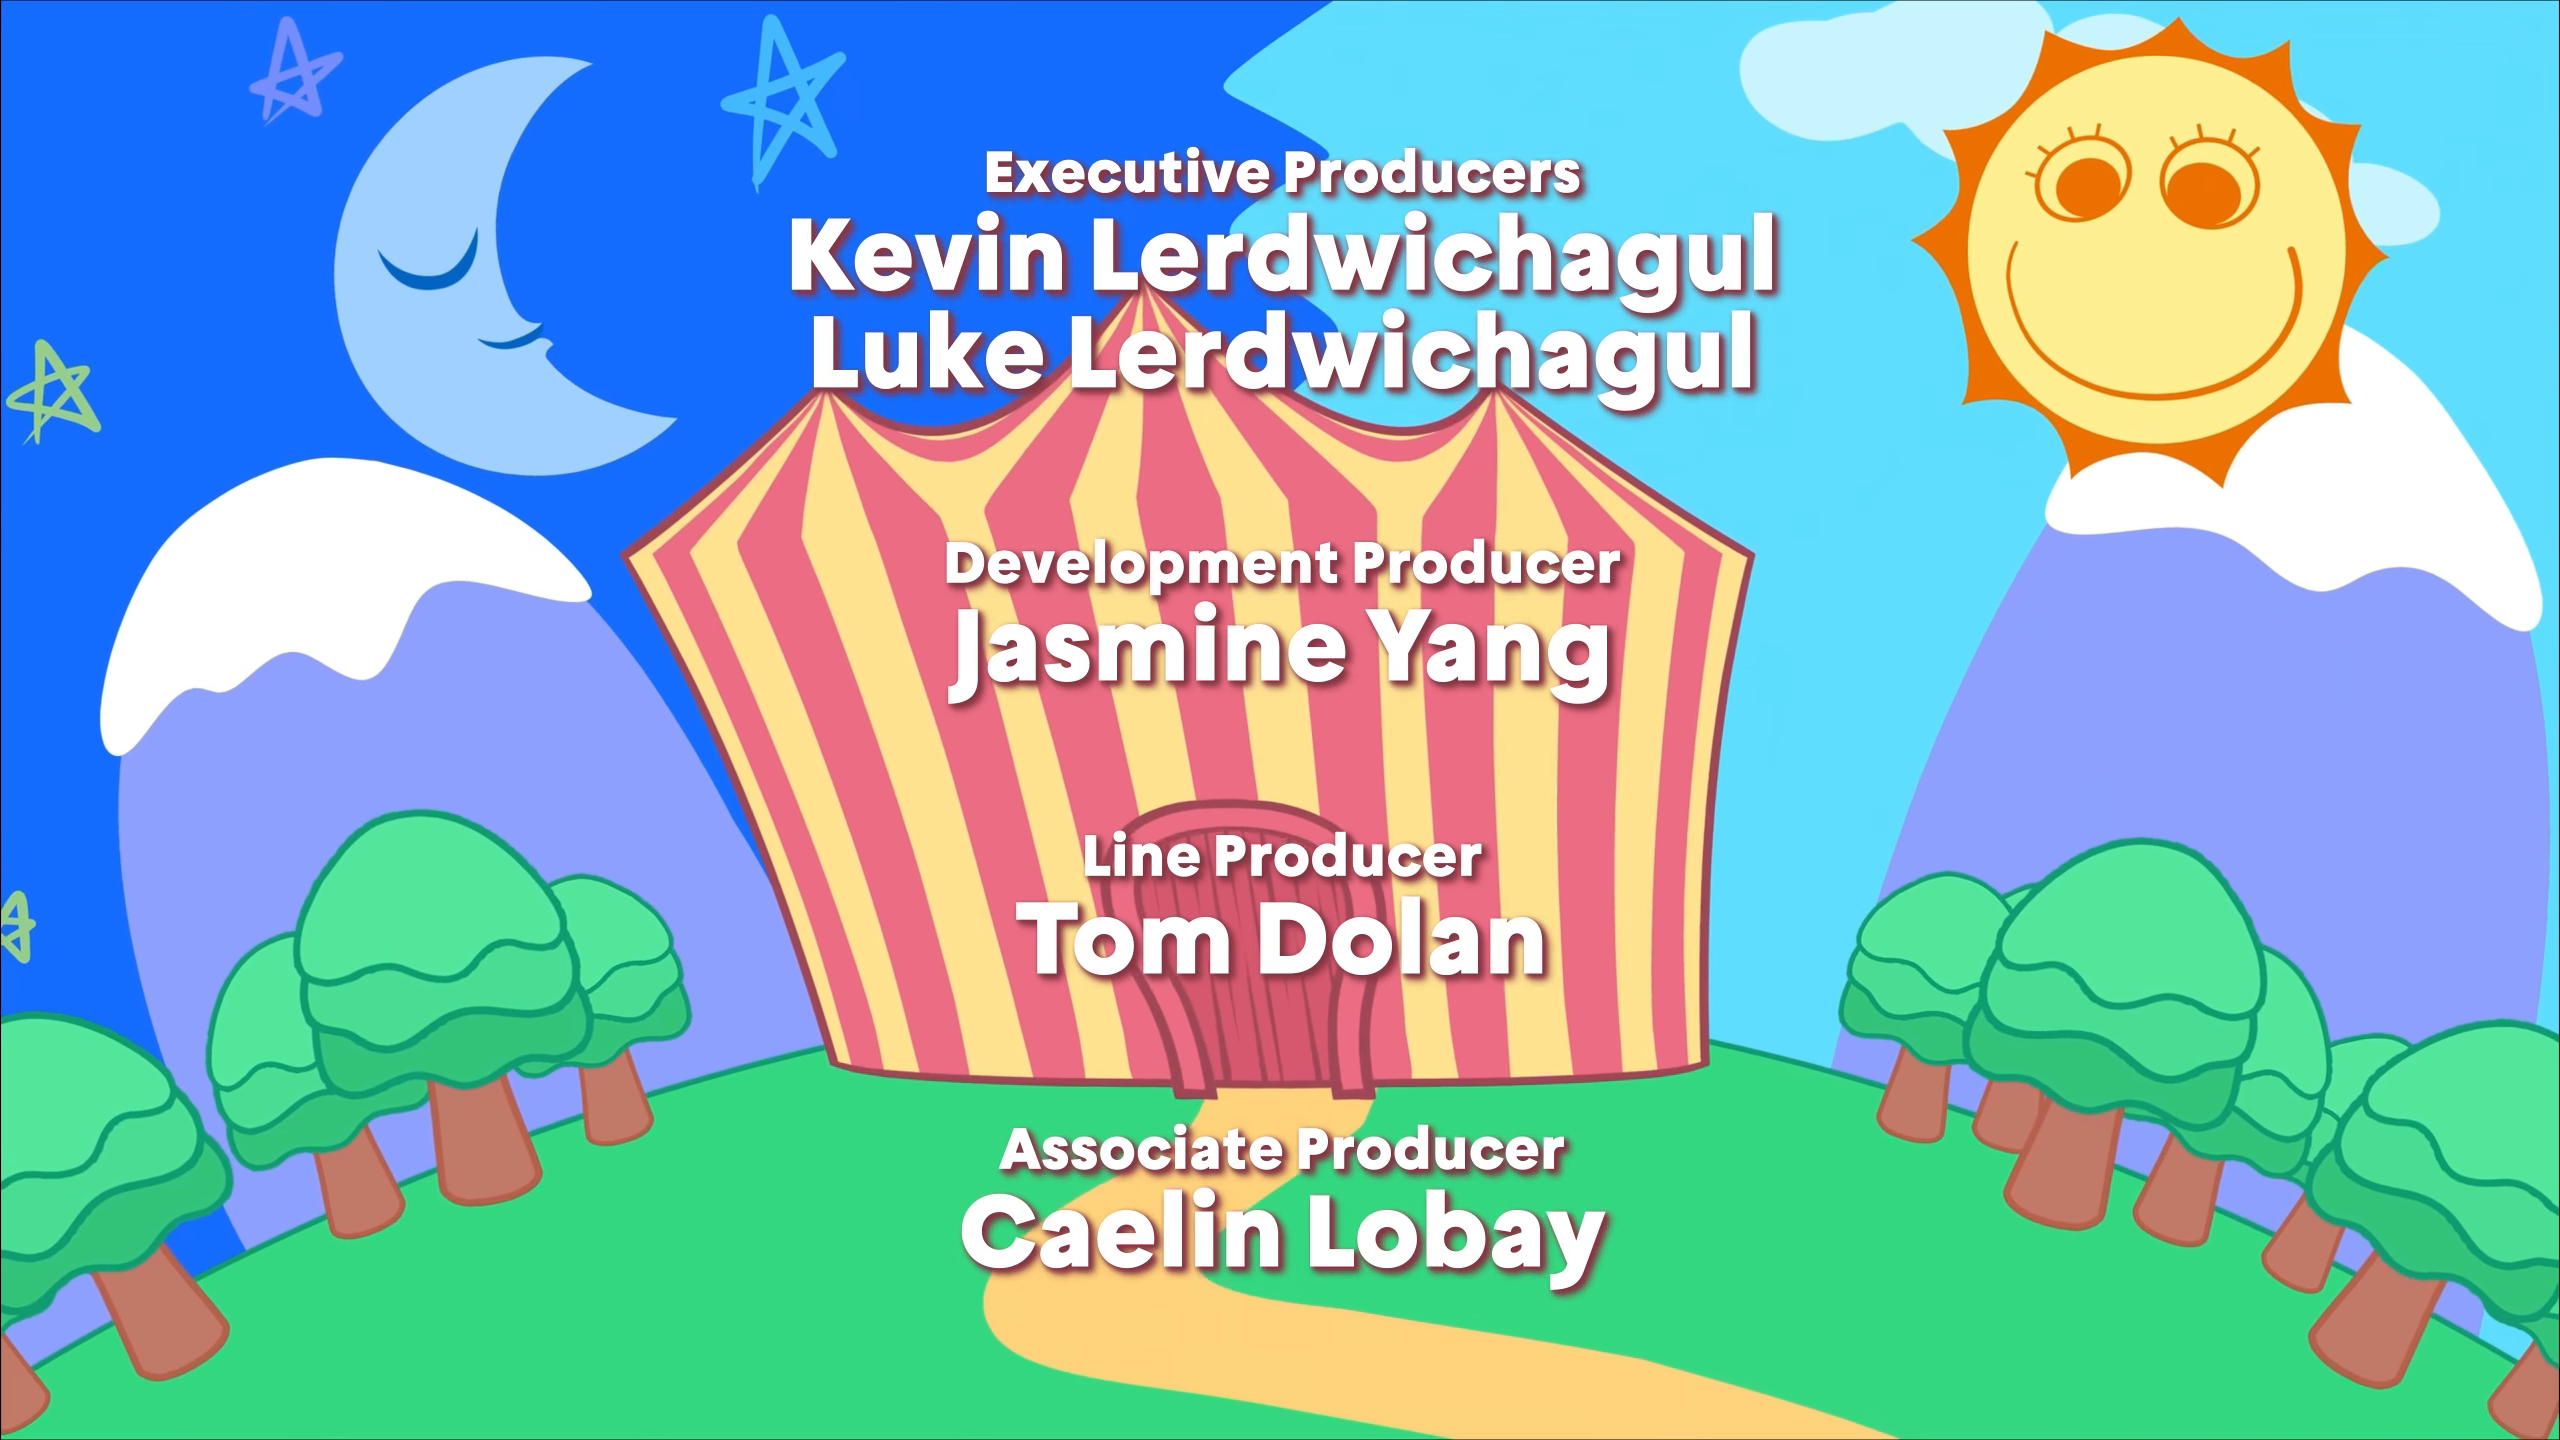 Executive Producers
Kevin Lerdwichagul
Luke Lerdwichagul
Development Producer
Jasmine Yang
Line Producer
Tom Dolan
Associate Producer
Caelin Lobay